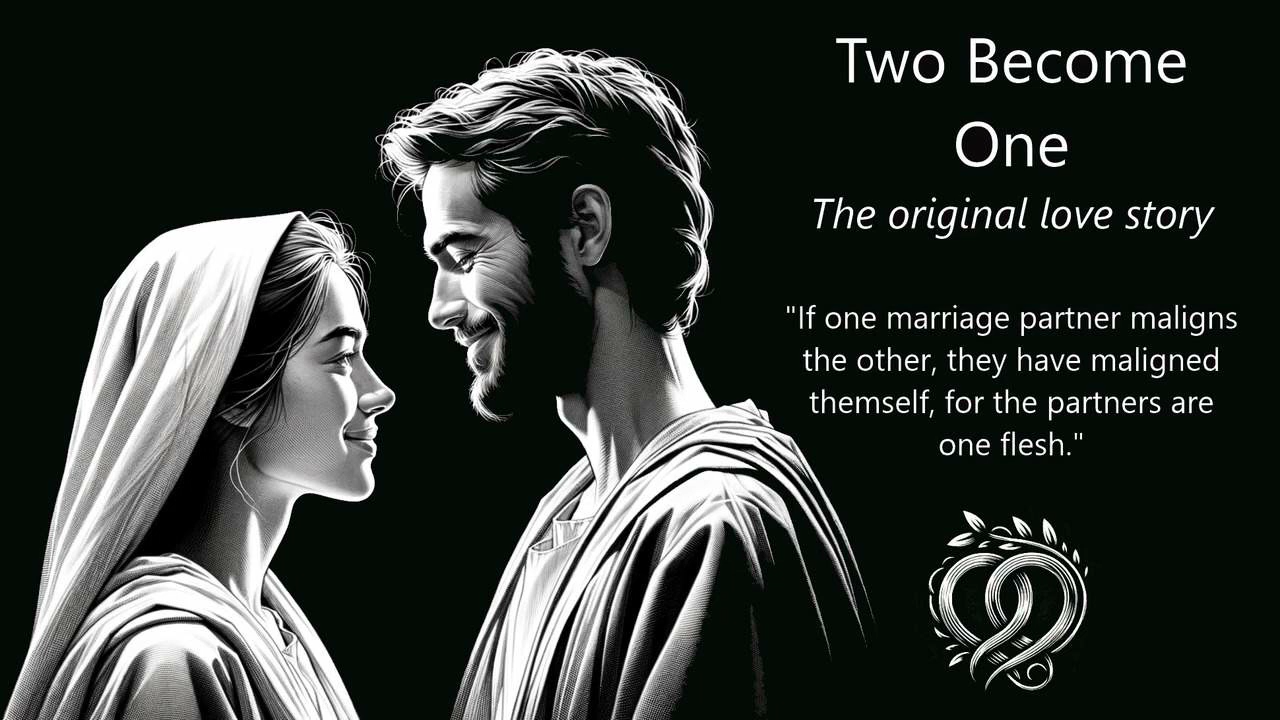 Two Become
One
The original love story
"If one marriage partner maligns
the other, they have maligned
themself, for the partners are
one flesh."